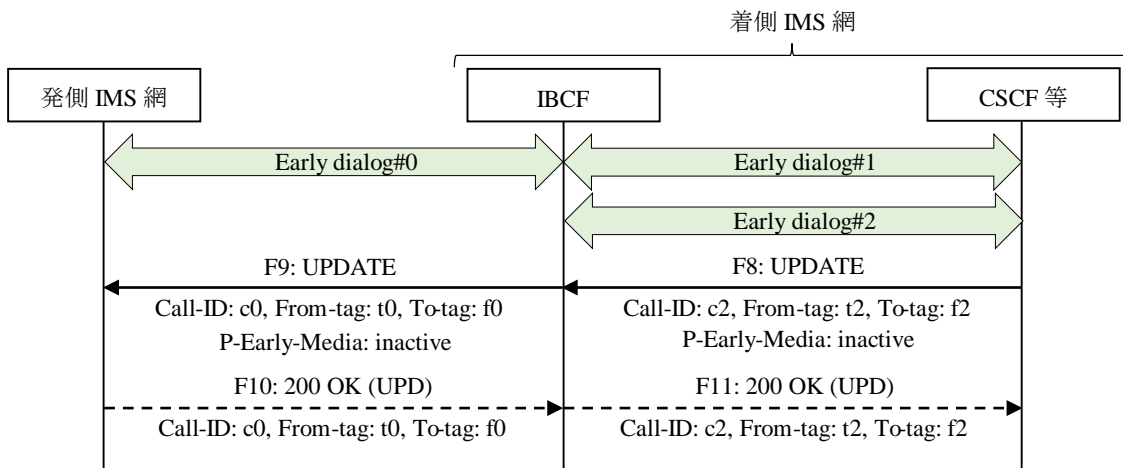 着側 IMS 網
発側 IMS 網
IBCF
CSCF 等
Early dialog#0
Early dialog#1
Early dialog#2
F9: UPDATE
F8: UPDATE
Call-ID: c0, From-tag: t0, To-tag: f0
Call-ID: c2, From-tag: t2, To-tag: f2
P-Early-Media: inactive
P-Early-Media: inactive
F10: 200 OK (UPD)
F11: 200 OK (UPD)
Call-ID: c0, From-tag: t0, To-tag: f0
Call-ID: c2, From-tag: t2, To-tag: f2